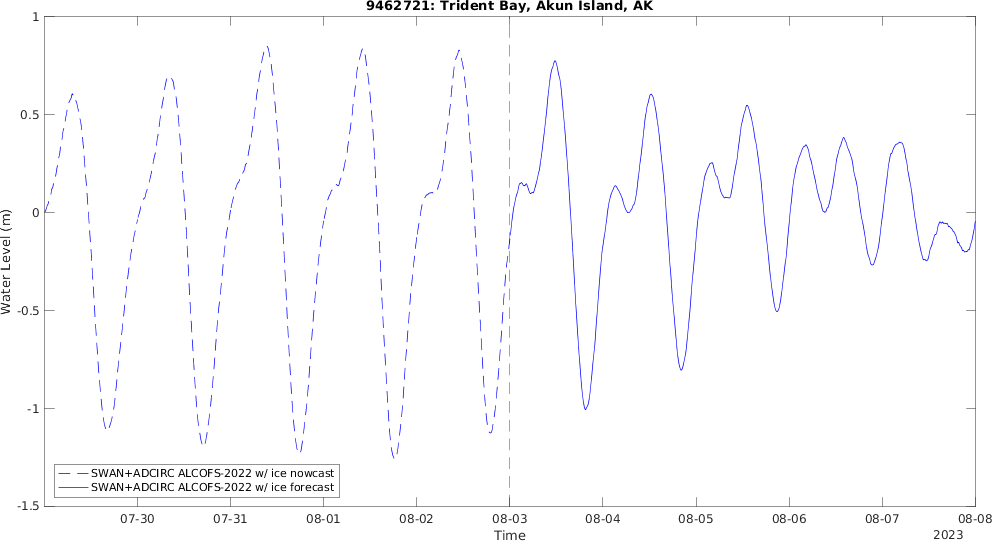 9462721: Trident Bay, Akun Island, AK
1
0.5
0
-0.5
-1
-1.5
Water Level (m)
SWAN+ADCIRC ALCOFS-2022 w/ ice nowcast
SWAN+ADCIRC ALCOFS-2022 w/ ice forecast
07-30 07-31 08-01 08-02 08-03 08-04 08-05 08-06 08-07 08-08
Time
2023